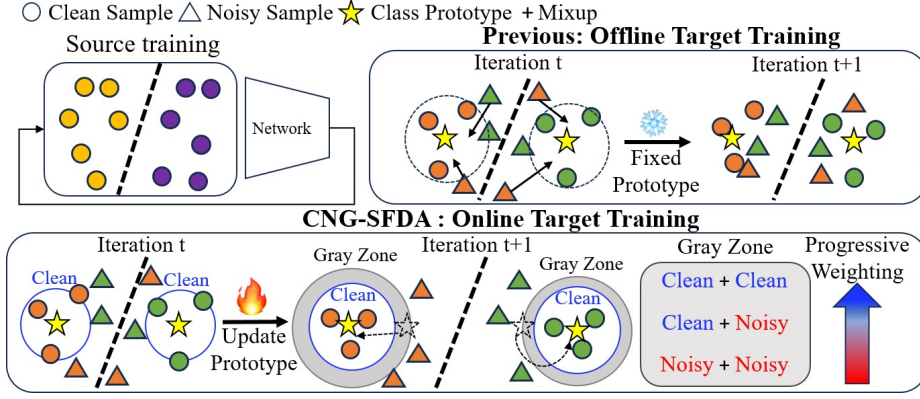 Clean Sample Noisy Sample Class Prototype + Mixup
Source training
Network
Previous: Offline Target Training
Iteration t
Iteration t+1
Fixed
Prototype
CNG-SFDA : Online Target Training
Iteration t
Clean
Clean
Update
Prototype
Iteration t+1
Gray Zone
Clean
Gray Zone
Clean
Gray Zone
Clean + Clean
Clean + Noisy
Noisy + Noisy
Progressive
Weighting